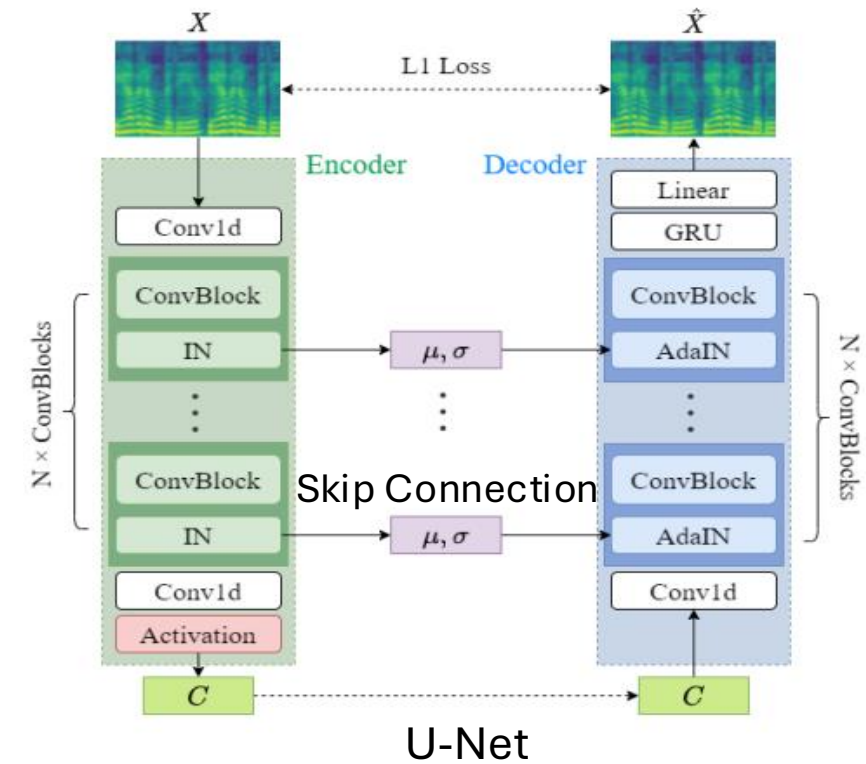 X
X̂
L1 Loss
Encoder
Decoder
Conv1d
Linear
GRU
ConvBlock
IN
μ, σ
ConvBlock
AdaIN
N × ConvBlocks
N × ConvBlocks
ConvBlock
IN
Skip Connection
μ, σ
ConvBlock
AdaIN
Conv1d
Activation
Conv1d
C
C
U-Net